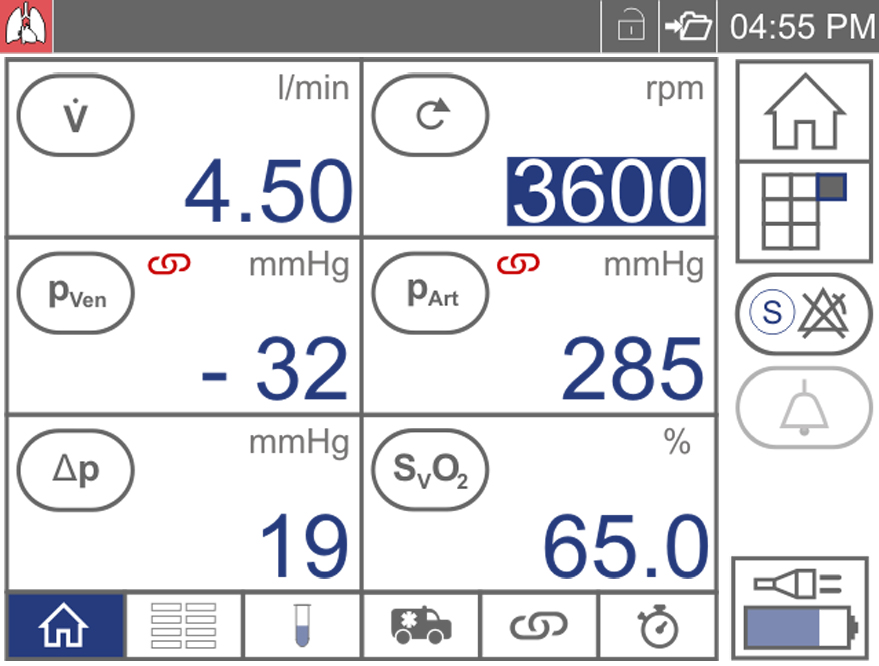 04:55 PM
V̇ l/min rpm
4.50 3600
pVen mmHg pArt mmHg
- 32 285
Δp mmHg SVO2 %
19 65.0
S